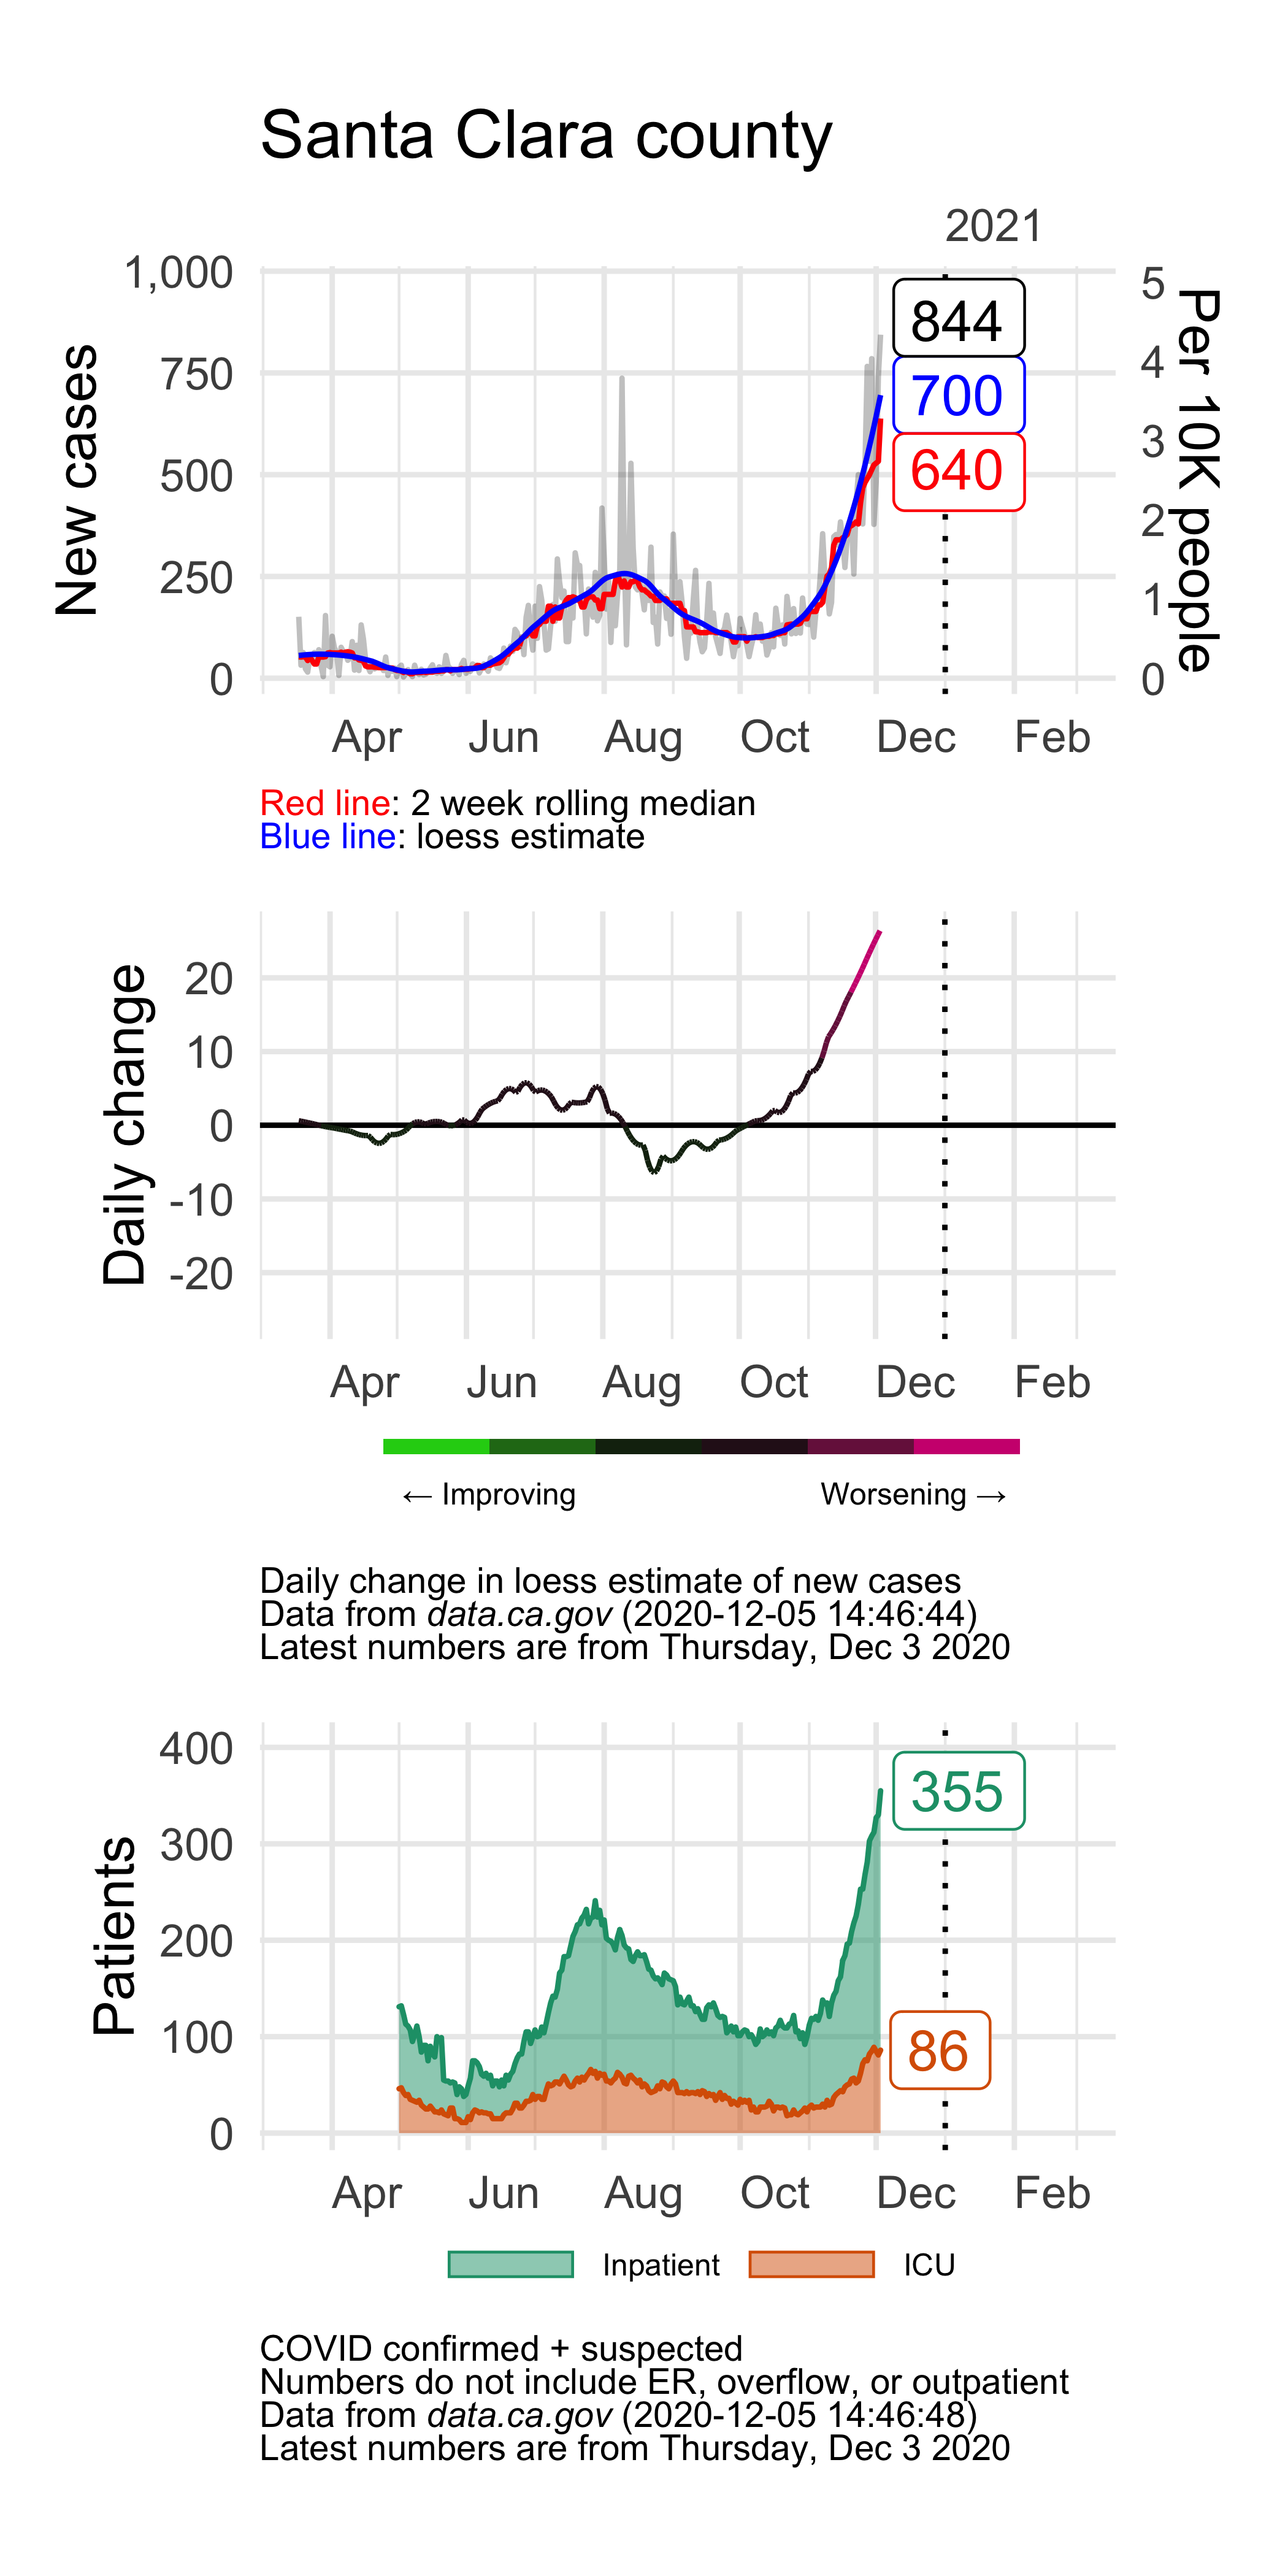 Santa Clara county
2021
New cases
1,000
750
500
250
0
844
700
640
5
4
3
2
1
0
Per 10K people
Apr Jun Aug Oct Dec Feb
Red line: 2 week rolling median
Blue line: loess estimate
Daily change
20
10
0
-10
-20
Apr Jun Aug Oct Dec Feb
← Improving Worsening →
Daily change in loess estimate of new cases
Data from data.ca.gov (2020-12-05 14:46:44)
Latest numbers are from Thursday, Dec 3 2020
Patients
400
300
200
100
0
355
86
Apr Jun Aug Oct Dec Feb
Inpatient ICU
COVID confirmed + suspected
Numbers do not include ER, overflow, or outpatient
Data from data.ca.gov (2020-12-05 14:46:48)
Latest numbers are from Thursday, Dec 3 2020